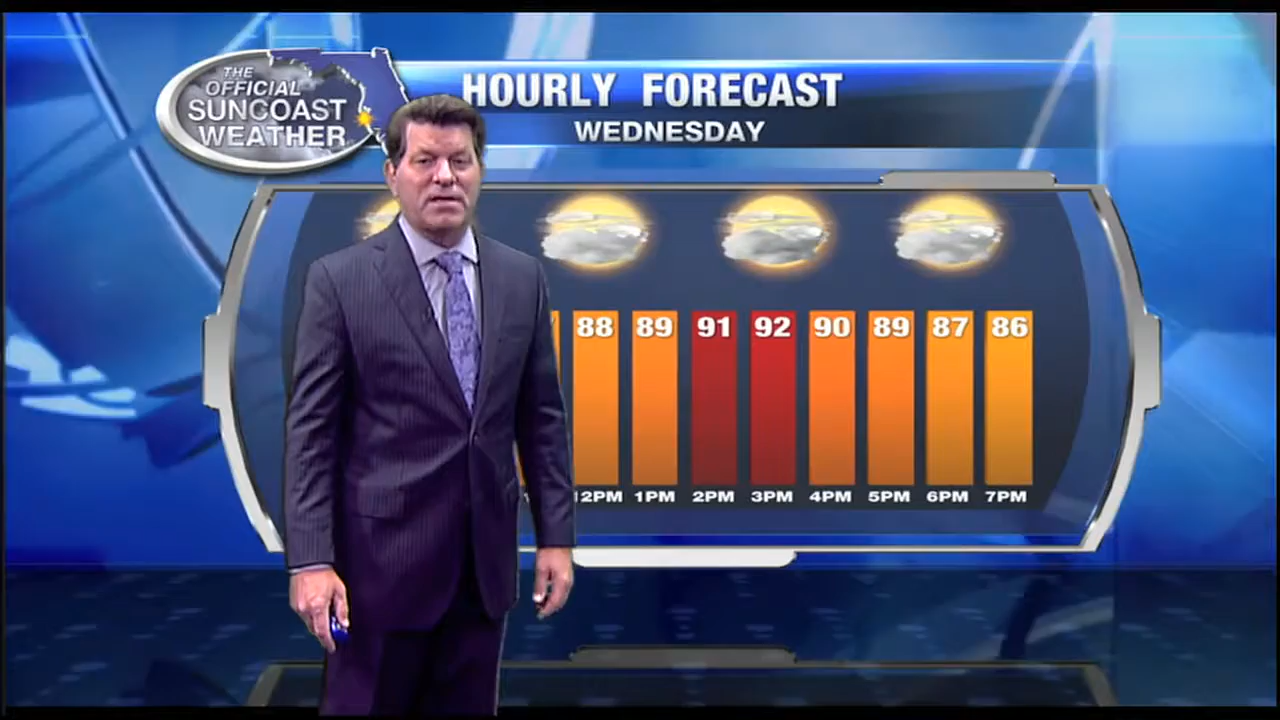 THE
OFFICIAL
SUNCOAST
WEATHER
HOURLY FORECAST
WEDNESDAY
88 89 91 92 90 89 87 86
12PM 1PM 2PM 3PM 4PM 5PM 6PM 7PM